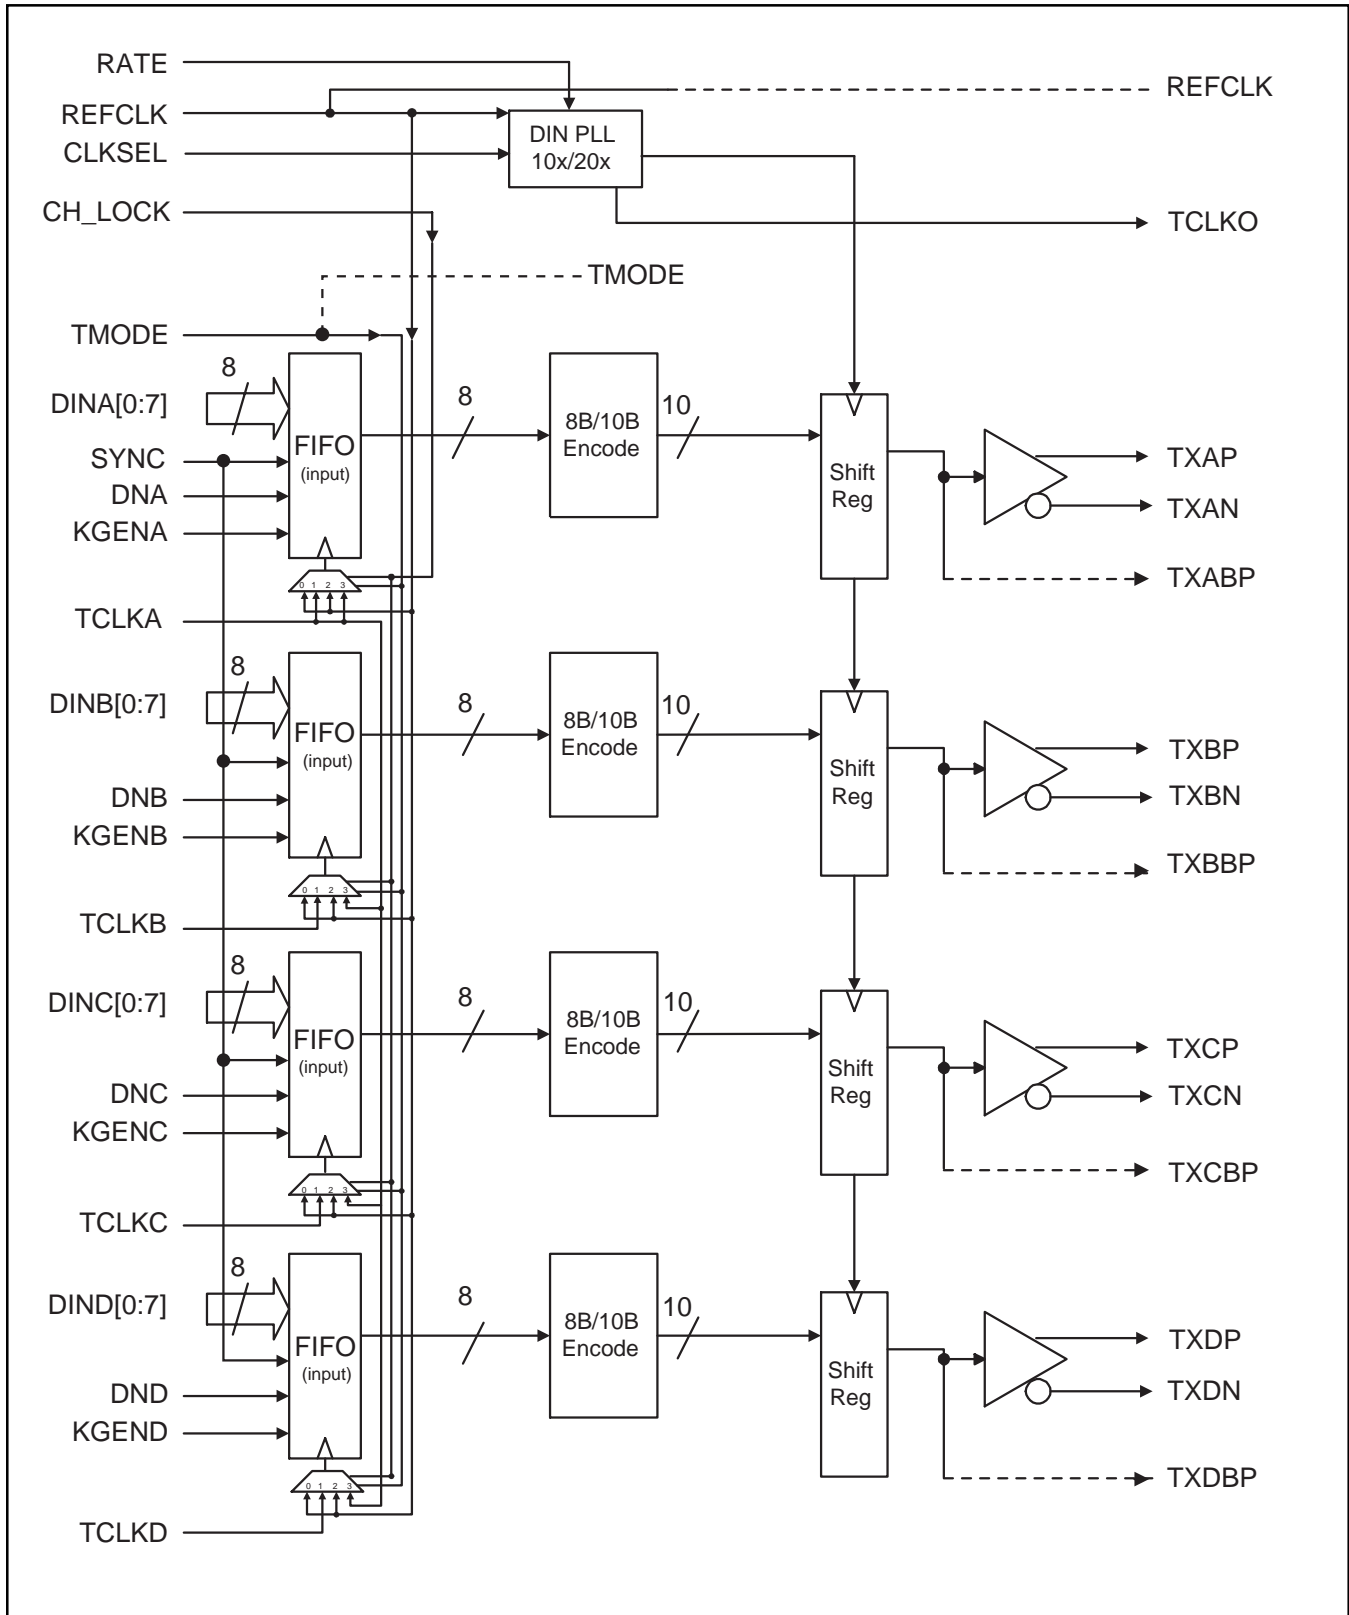 RATE
REFCLK
REFCLK
CLKSEL
DIN PLL
10x/20x
CH_LOCK
TCLKO
TMODE
TMODE
DINA[0:7]
8
SYNC
DNA
KGENA
FIFO
(input)
8
8B/10B
Encode
10
Shift
Reg
TXAP
TXAN
TXABP
0 1 2 3
TCLKA
DINB[0:7]
8
DNB
KGENB
FIFO
(input)
8
8B/10B
Encode
10
Shift
Reg
TXBP
TXBN
TXBBP
0 1 2 3
TCLKB
DINC[0:7]
8
DNC
KGENC
FIFO
(input)
8
8B/10B
Encode
10
Shift
Reg
TXCP
TXCN
TXCBP
0 1 2 3
TCLKC
DIND[0:7]
8
DND
KGEND
FIFO
(input)
8
8B/10B
Encode
10
Shift
Reg
TXDP
TXDN
TXDBP
0 1 2 3
TCLKD